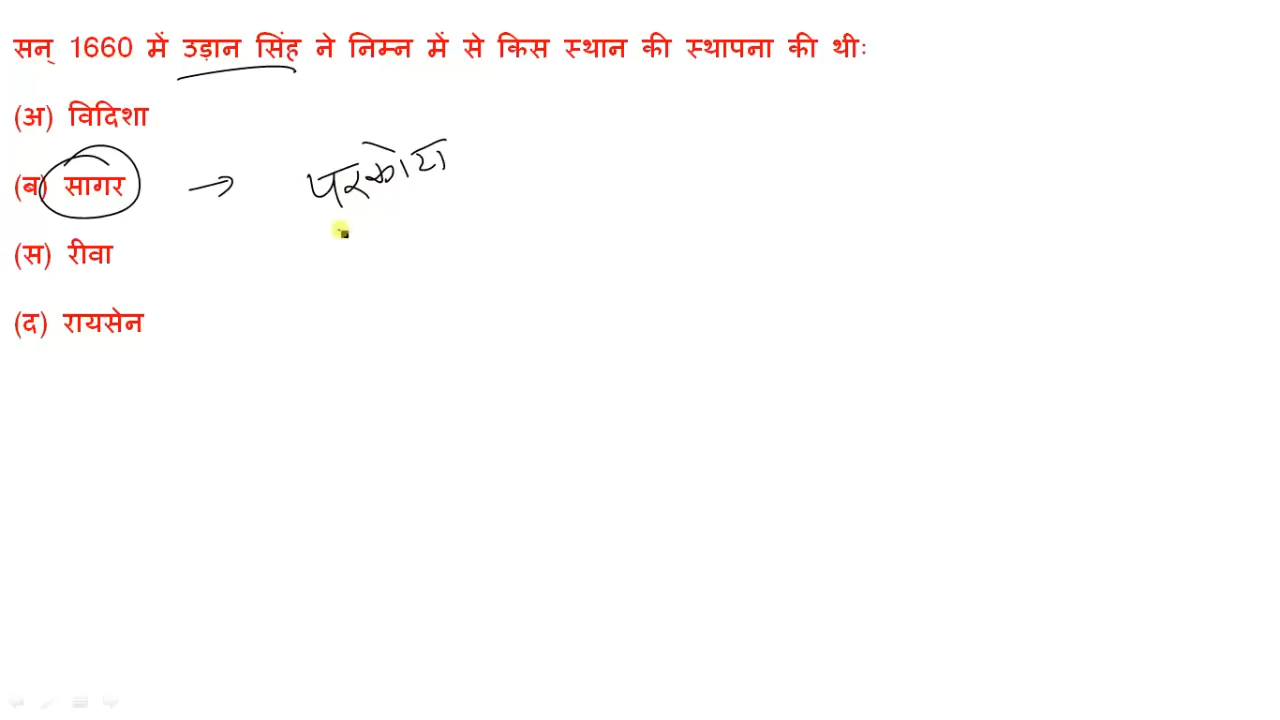 सन् 1660 में उड़ान सिंह ने निम्न में से किस स्थान की स्थापना की थीः
(अ) विदिशा
(ब) सागर → परकोटा
(स) रीवा
(द) रायसेन